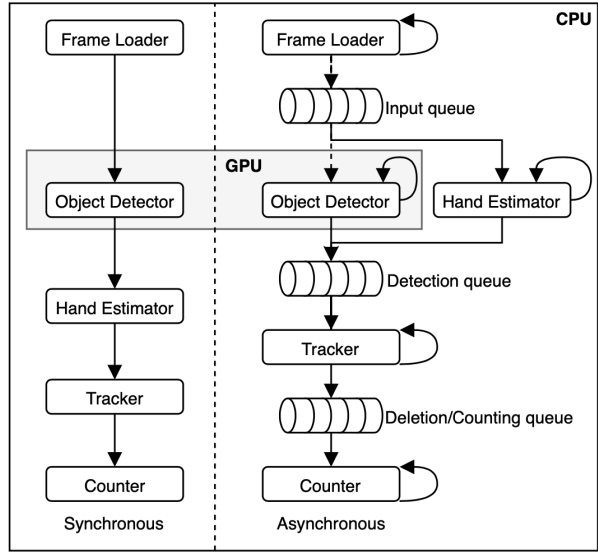 CPU
Frame Loader
Frame Loader
Input queue
GPU
Object Detector
Object Detector
Hand Estimator
Detection queue
Hand Estimator
Tracker
Tracker
Deletion/Counting queue
Counter
Counter
Synchronous
Asynchronous